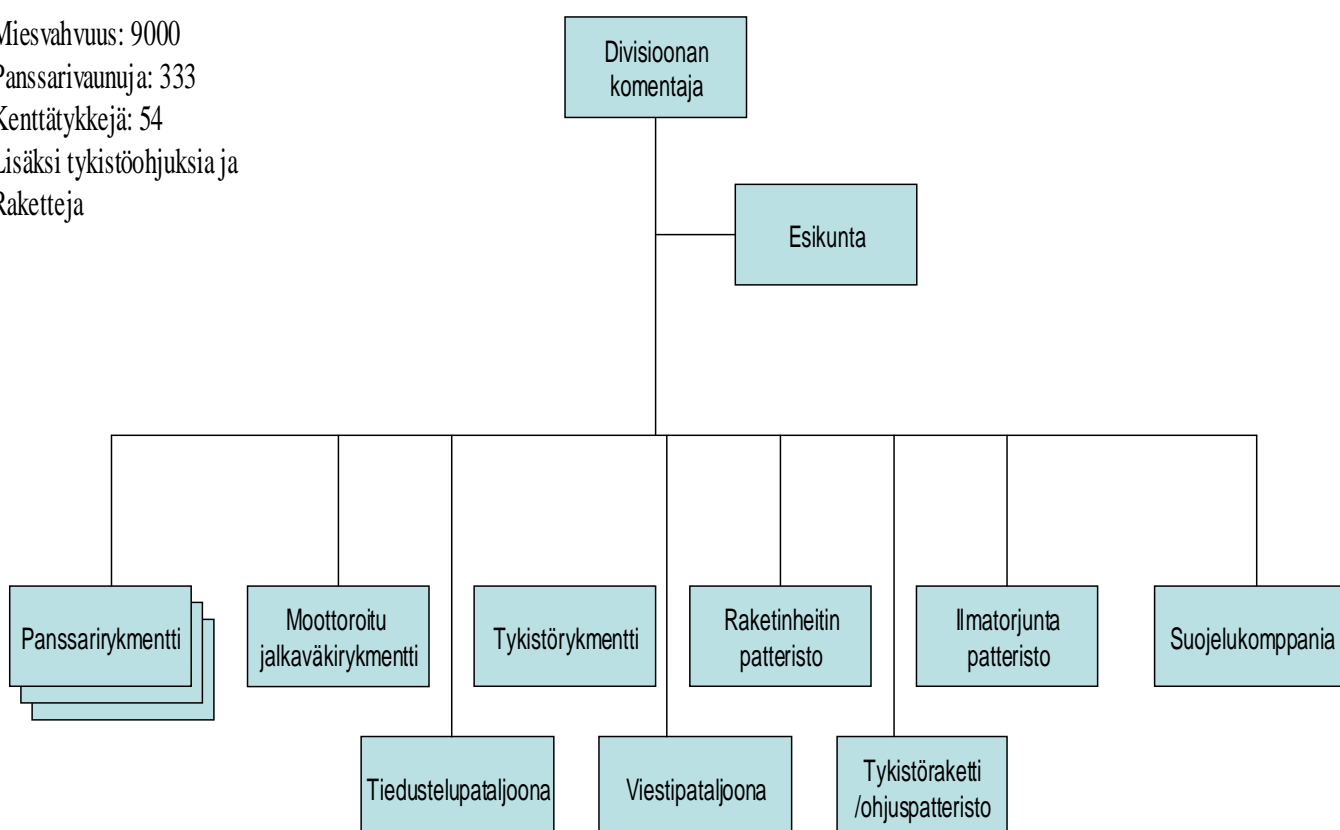 Miesvahvuus: 9000
Panssarivaunuja: 333
Kenttätykkejä: 54
Lisäksi tykistöohjuksia ja
Raketteja
Divisioonan
komentaja
Esikunta
Panssarirykmentti
Moottoroitu
jalkaväkirykmentti
Tykistörykmentti
Raketinheitin
patteristo
Ilmatorjunta
patteristo
Suojelukomppania
Tiedustelupataljoona
Viestipataljoona
Tykistöraketti
/ohjuspatteristo